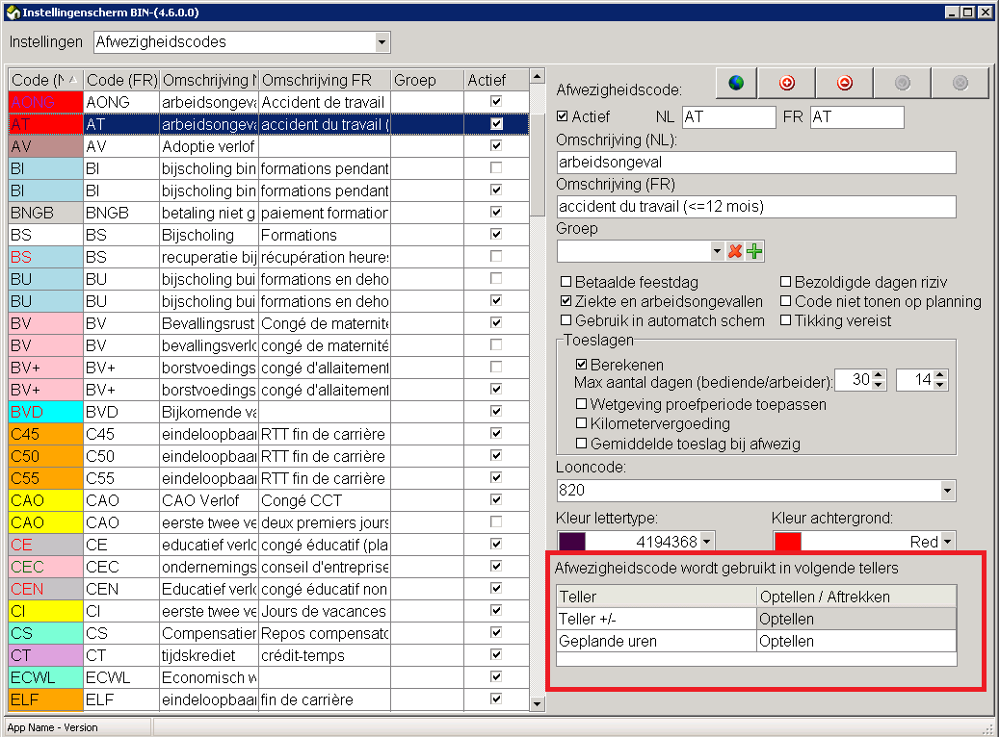 Instellingenscherm BIN-(4.6.0.0)
Instellingen Afwezigheidscodes
Code (N Code (FR) Omschrijving N Omschrijving FR Groep Actief
AONG AONG arbeidsongeva Accident de travail
AT AT arbeidsongeva accident du travail (
AV AV Adoptie verlof
BI BI bijscholing bin formations pendant
BI BI bijscholing bin formations pendant
BNGB BNGB betaling niet g paiement formation
BS BS Bijscholing Formations
BS BS recuperatie bij récupération heures
BU BU bijscholing bui formations en deho
BU BU bijscholing bui formations en deho
BV BV Bevallingsrust Congé de maternité
BV BV bevallingsverlo congé de maternité
BV+ BV+ borstvoedings congé d'allaitement
BV+ BV+ borstvoedings congé d'allaitement
BVD BVD Bijkomende va
C45 C45 eindeloopbaar RTT fin de carrière
C50 C50 eindeloopbaar RTT fin de carrière
C55 C55 eindeloopbaar RTT fin de carrière
CAO CAO CAO Verlof Congé CCT
CAO CAO eerste twee ve deux premiers jours
CE CE educatief verlo congé éducatif (pla
CEC CEC ondernemings conseil d'entreprise
CEN CEN Educatief verlo congé éducatif non
CI CI eerste twee ve Jours de vacances
CS CS Compensatier Repos compensato
CT CT tijdskrediet crédit-temps
ECWL ECWL Economisch w
ELF ELF eindeloopbaar fin de carrière
Afwezigheidscode:
Actief NL AT FR AT
Omschrijving (NL):
arbeidsongeval
Omschrijving (FR)
accident du travail (<=12 mois)
Groep
Betaalde feestdag Bezoldigde dagen riziv
Ziekte en arbeidsongevallen Code niet tonen op planning
Gebruik in automatch schem Tikking vereist
Toeslagen
Berekenen
Max aantal dagen (bediende/arbeider): 30 14
Wetgeving proefperiode toepassen
Kilometervergoeding
Gemiddelde toeslag bij afwezig
Looncode:
820
Kleur lettertype: Kleur achtergrond:
4194368 Red
Afwezigheidscode wordt gebruikt in volgende tellers
Teller Optellen / Aftrekken
Teller +/- Optellen
Geplande uren Optellen
App Name - Version